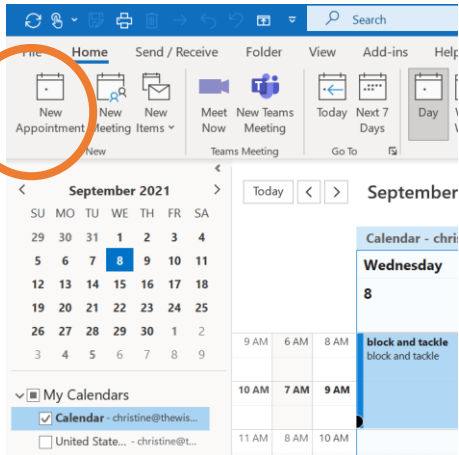 Search
File Home Send / Receive Folder View Add-ins Help
New Appointment
New Meeting
New Items
Meet Now
New Teams Meeting
Today
Next 7 Days
Day
New
Teams Meeting
Go To
September 2021
SU MO TU WE TH FR SA
29 30 31 1 2 3 4
5 6 7 8 9 10 11
12 13 14 15 16 17 18
19 20 21 22 23 24 25
26 27 28 29 30 1 2
3 4 5 6 7 8 9
My Calendars
Calendar - christine@thewis...
United State... - christine@t...
Today
September
Calendar - chris
Wednesday
8
9 AM 6 AM 8 AM
block and tackle
block and tackle
10 AM 7 AM 9 AM
11 AM 8 AM 10 AM